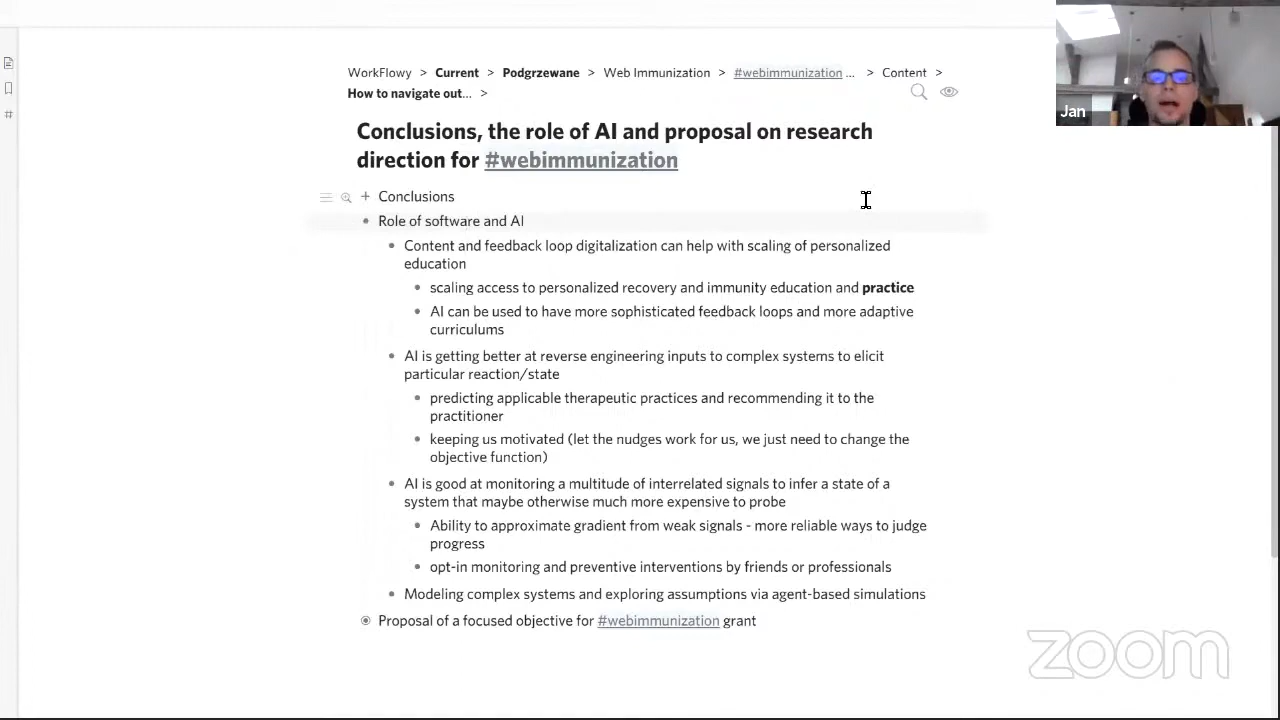 WorkFlowy > Current > Podgrzewane > Web Immunization > #webimmunization ... > Content >
How to navigate out... >
Jan
Conclusions, the role of AI and proposal on research
direction for #webimmunization
+ Conclusions
Role of software and AI
Content and feedback loop digitalization can help with scaling of personalized
education
scaling access to personalized recovery and immunity education and practice
AI can be used to have more sophisticated feedback loops and more adaptive
curriculums
AI is getting better at reverse engineering inputs to complex systems to elicit
particular reaction/state
predicting applicable therapeutic practices and recommending it to the
practitioner
keeping us motivated (let the nudges work for us, we just need to change the
objective function)
AI is good at monitoring a multitude of interrelated signals to infer a state of a
system that maybe otherwise much more expensive to probe
Ability to approximate gradient from weak signals - more reliable ways to judge
progress
opt-in monitoring and preventive interventions by friends or professionals
Modeling complex systems and exploring assumptions via agent-based simulations
Proposal of a focused objective for #webimmunization grant
zoom